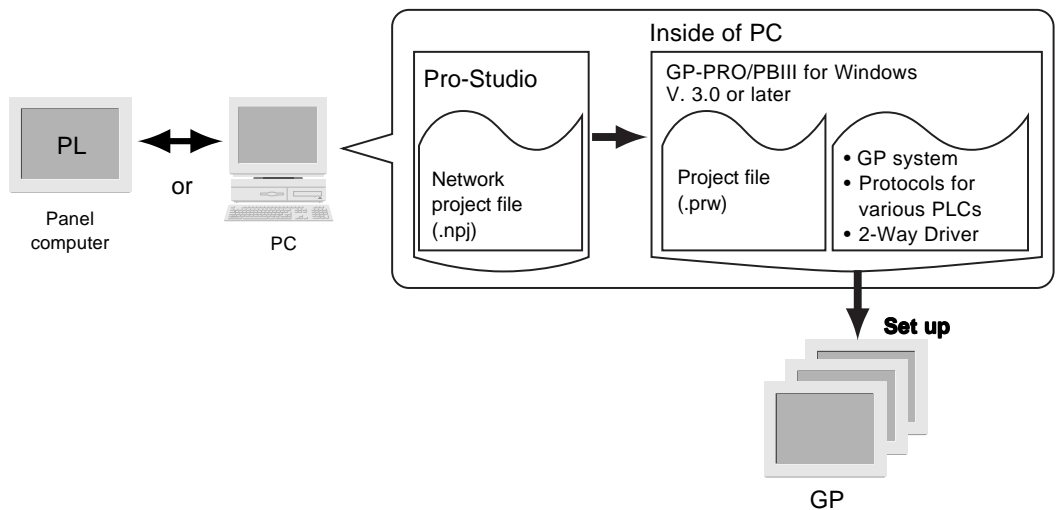 Inside of PC
Pro-Studio
Network
project file
(.npj)
GP-PRO/PBIII for Windows
V. 3.0 or later
Project file
(.prw)
• GP system
• Protocols for
various PLCs
• 2-Way Driver
PL
or
Panel
computer
PC
Set up
GP